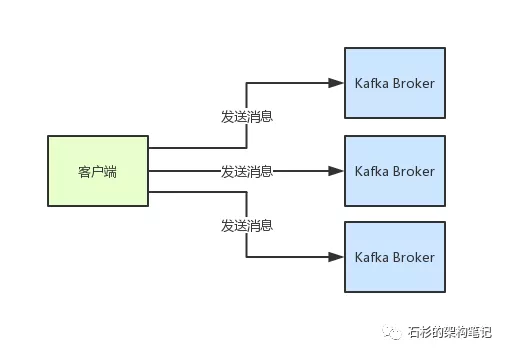 Kafka Broker
发送消息
客户端
发送消息
Kafka Broker
发送消息
Kafka Broker
石杉的架构笔记